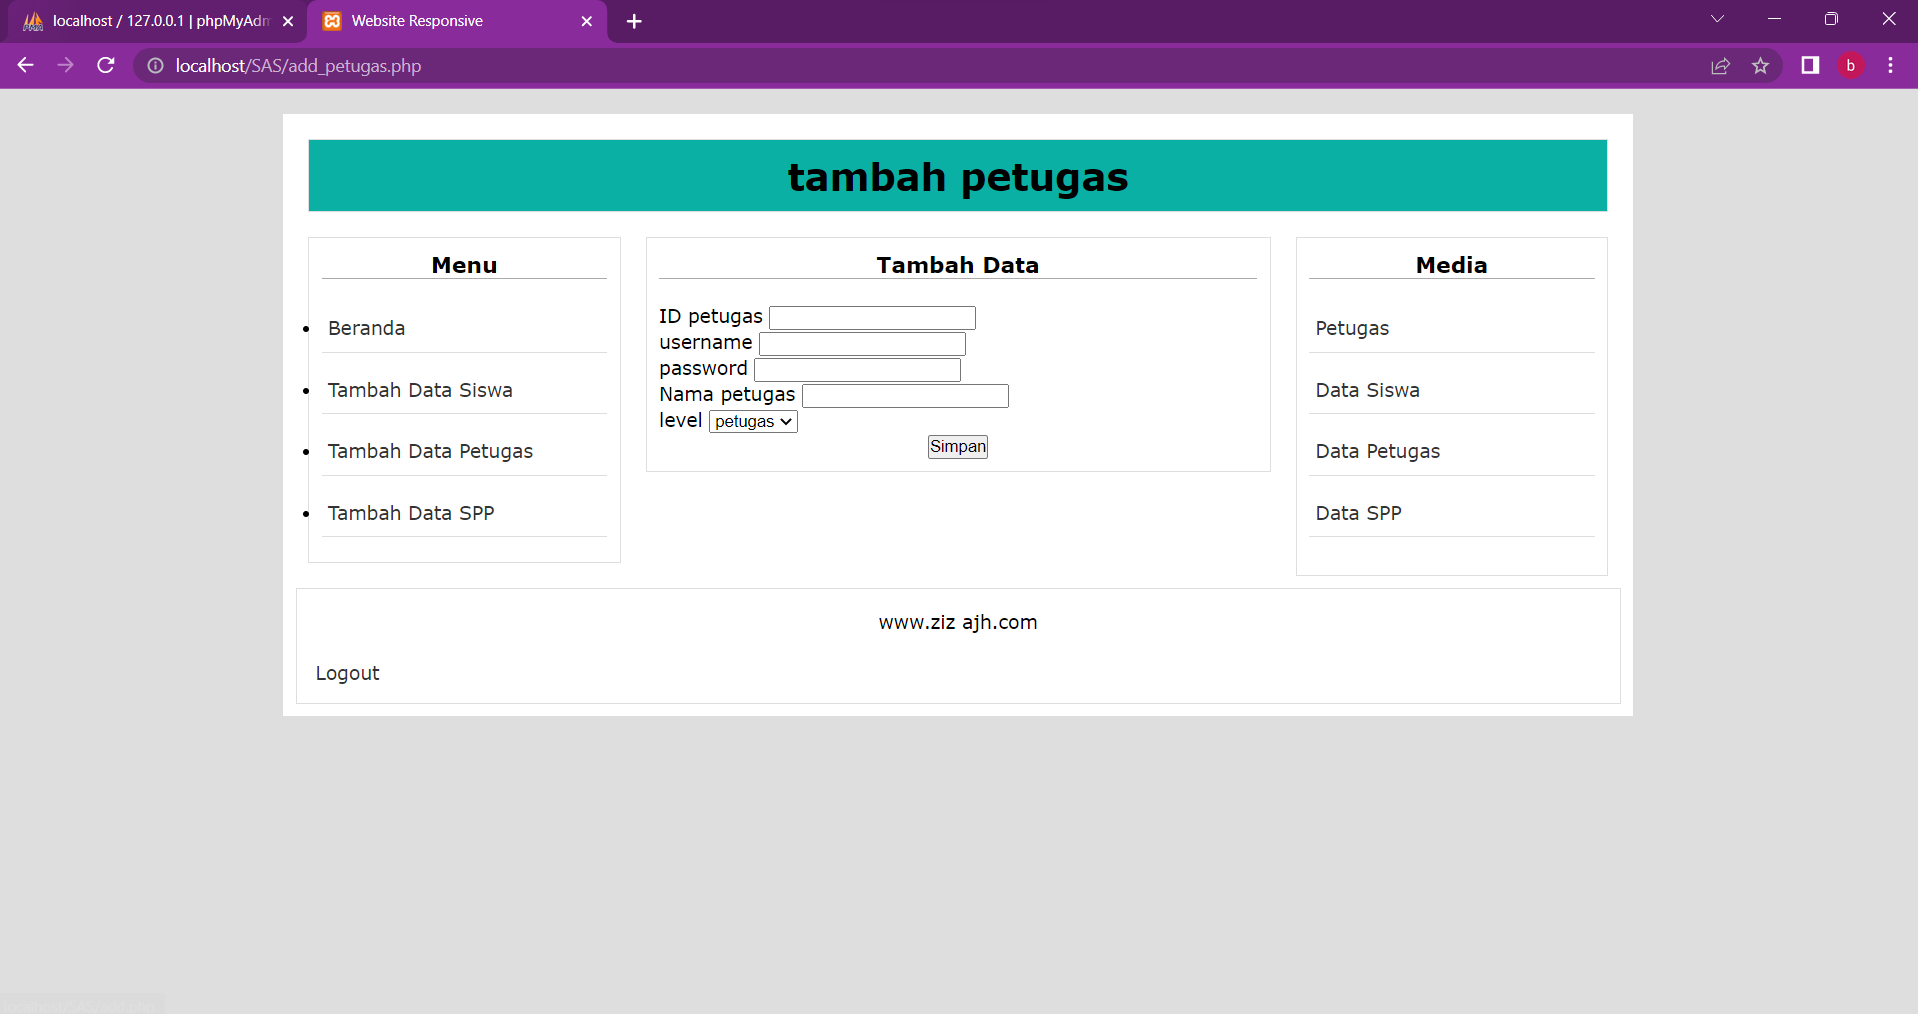 localhost / 127.0.0.1 | phpMyAdm
Website Responsive
localhost/SAS/add_petugas.php
b
tambah petugas
Menu
Beranda
Tambah Data Siswa
Tambah Data Petugas
Tambah Data SPP
Tambah Data
ID petugas
username
password
Nama petugas
level petugas
Simpan
Media
Petugas
Data Siswa
Data Petugas
Data SPP
www.ziz ajh.com
Logout